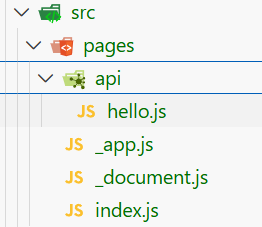 src
pages
api
JS hello.js
JS _app.js
JS _document.js
JS index.js